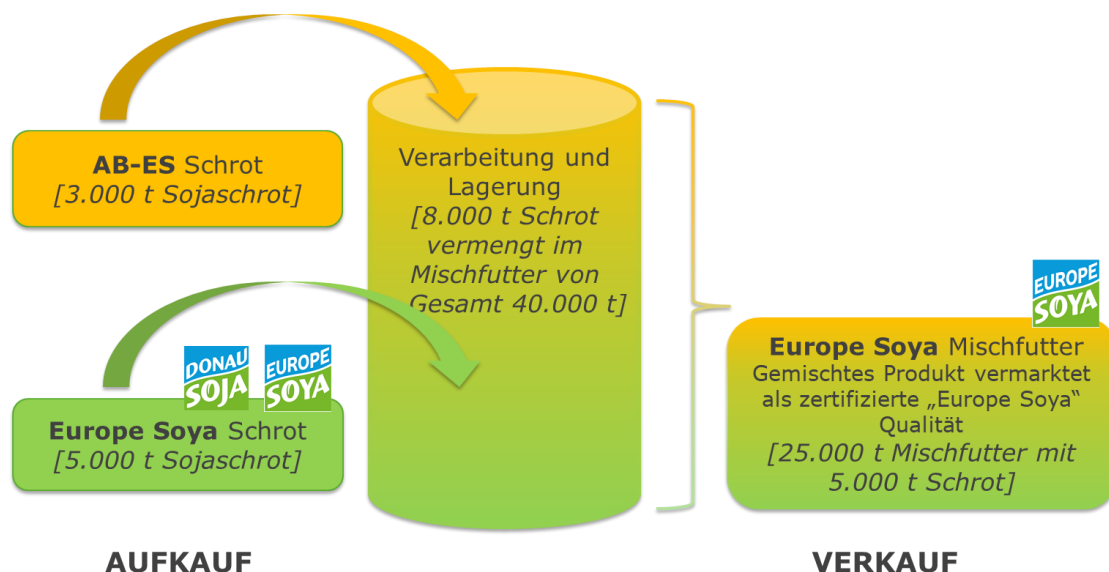 AB-ES Schrot
[3.000 t Sojaschrot]
Verarbeitung und
Lagerung
[8.000 t Schrot
vermengt im
Mischfutter von
Gesamt 40.000 t]
DONAU
SOJA
EUROPE
SOYA
Europe Soya Schrot
[5.000 t Sojaschrot]
EUROPE
SOYA
Europe Soya Mischfutter
Gemischtes Produkt vermarktet
als zertifizierte „Europe Soya“
Qualität
[25.000 t Mischfutter mit
5.000 t Schrot]
AUFKAUF
VERKAUF